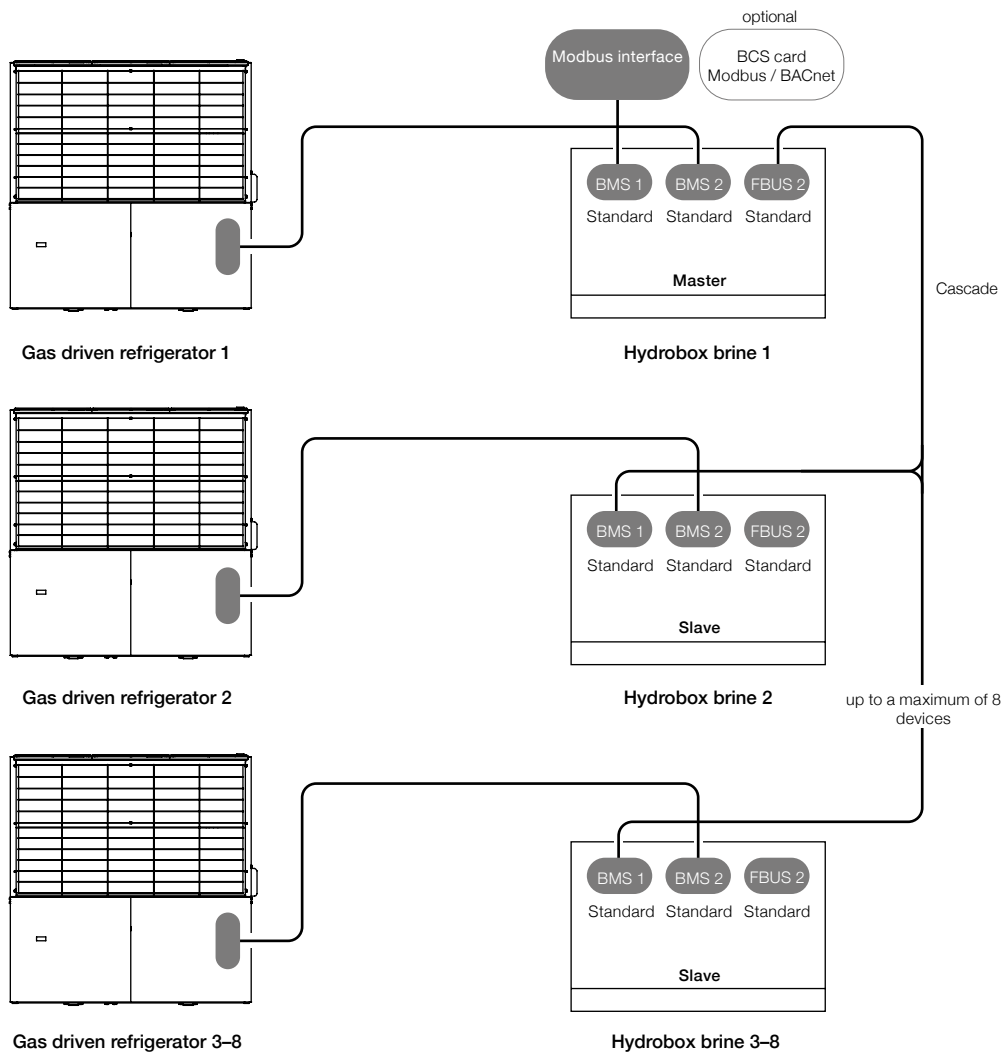 optional
Modbus interface
BCS card
Modbus / BACnet
BMS 1
BMS 2
FBUS 2
Standard
Standard
Standard
Master
Cascade
Gas driven refrigerator 1
Hydrobox brine 1
BMS 1
BMS 2
FBUS 2
Standard
Standard
Standard
Slave
Gas driven refrigerator 2
Hydrobox brine 2
up to a maximum of 8
devices
BMS 1
BMS 2
FBUS 2
Standard
Standard
Standard
Slave
Gas driven refrigerator 3–8
Hydrobox brine 3–8